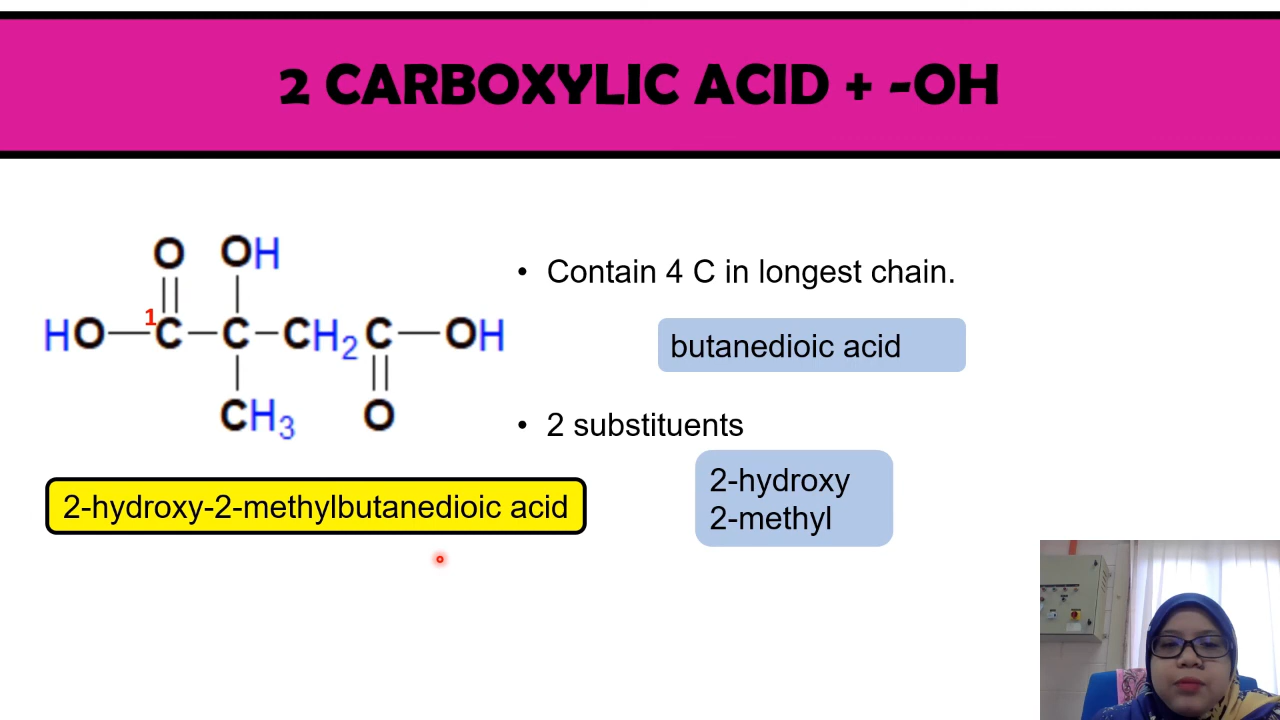 2 CARBOXYLIC ACID + -OH
O OH
1
HO—C—C—CH₂C—OH
CH₃ O
• Contain 4 C in longest chain.
butanedioic acid
• 2 substituents
2-hydroxy
2-methyl
2-hydroxy-2-methylbutanedioic acid